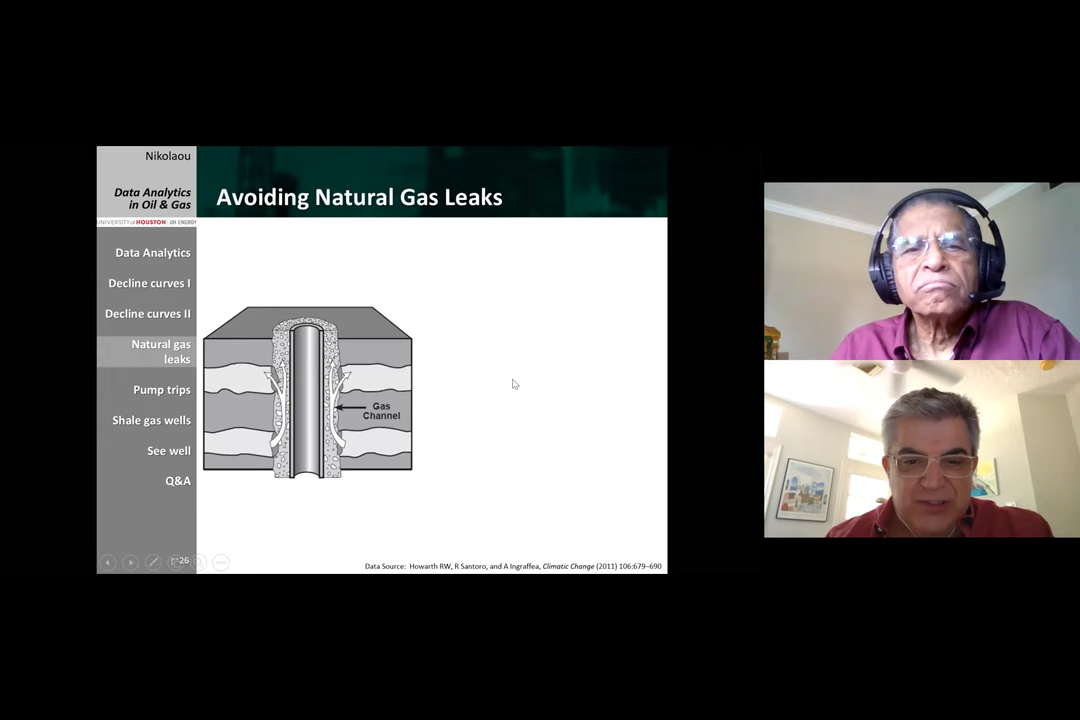 Nikolaou
Data Analytics
in Oil & Gas
UNIVERSITY of HOUSTON | UH ENERGY
Data Analytics
Decline curves I
Decline curves II
Natural gas
leaks
Pump trips
Shale gas wells
See well
Q&A
26
Avoiding Natural Gas Leaks
Gas
Channel
Data Source: Howarth RW, R Santoro, and A Ingraffea, Climatic Change (2011) 106:679–690